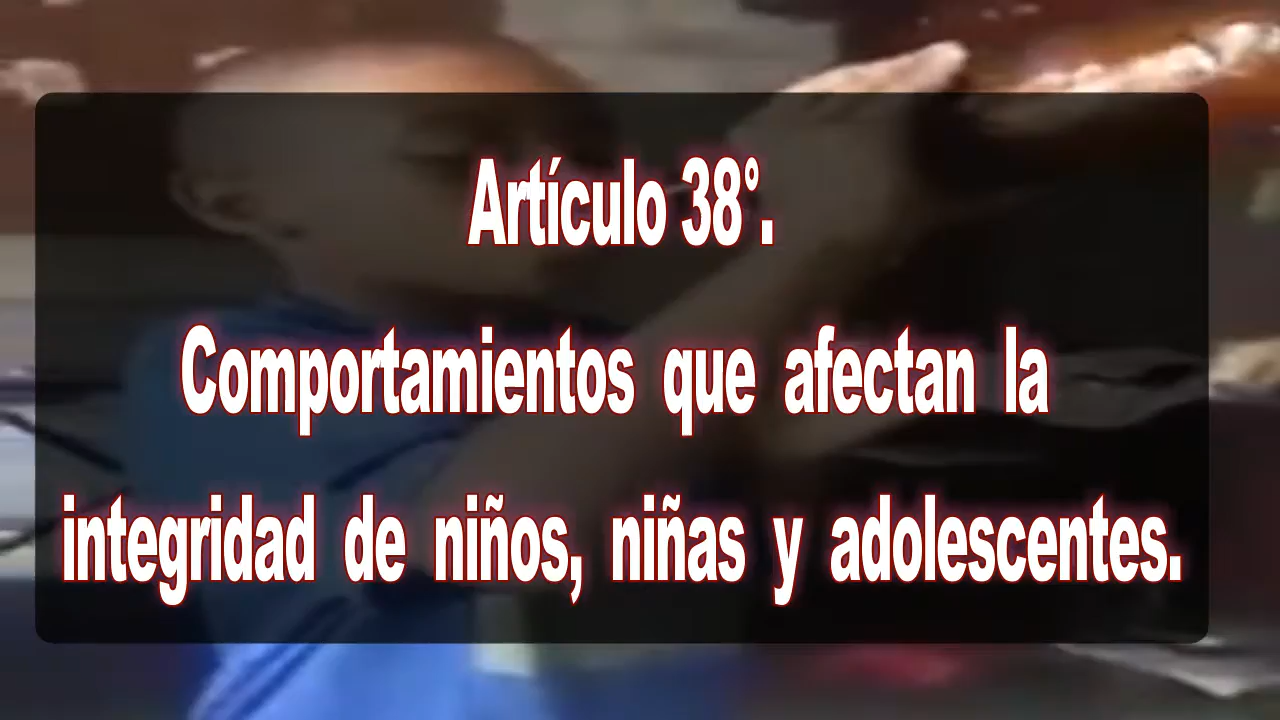 Artículo 38°.
Comportamientos que afectan la
integridad de niños, niñas y adolescentes.